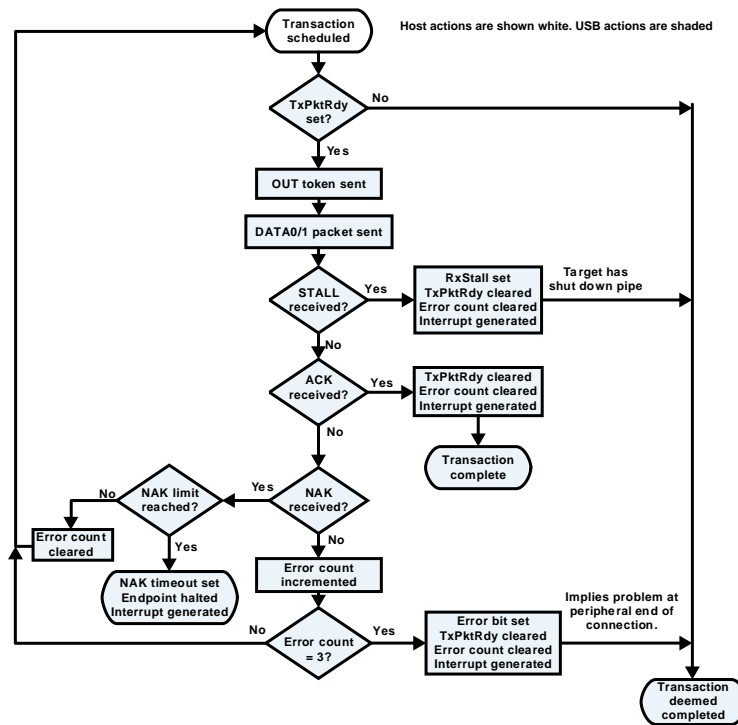 Transaction
scheduled
Host actions are shown white. USB actions are shaded
TxPktRdy
set?
No
Yes
OUT token sent
DATA0/1 packet sent
STALL
received?
Yes
RxStall set
TxPktRdy cleared
Error count cleared
Interrupt generated
Target has
shut down pipe
No
ACK
received?
Yes
TxPktRdy cleared
Error count cleared
Interrupt generated
No
Transaction
complete
NAK limit
reached?
No
Yes
NAK
received?
Error count
cleared
Yes
No
NAK timeout set
Endpoint halted
Interrupt generated
Error count
incremented
Error count
= 3?
No
Yes
Error bit set
TxPktRdy cleared
Error count cleared
Interrupt generated
Implies problem at
peripheral end of
connection.
Transaction
deemed
completed